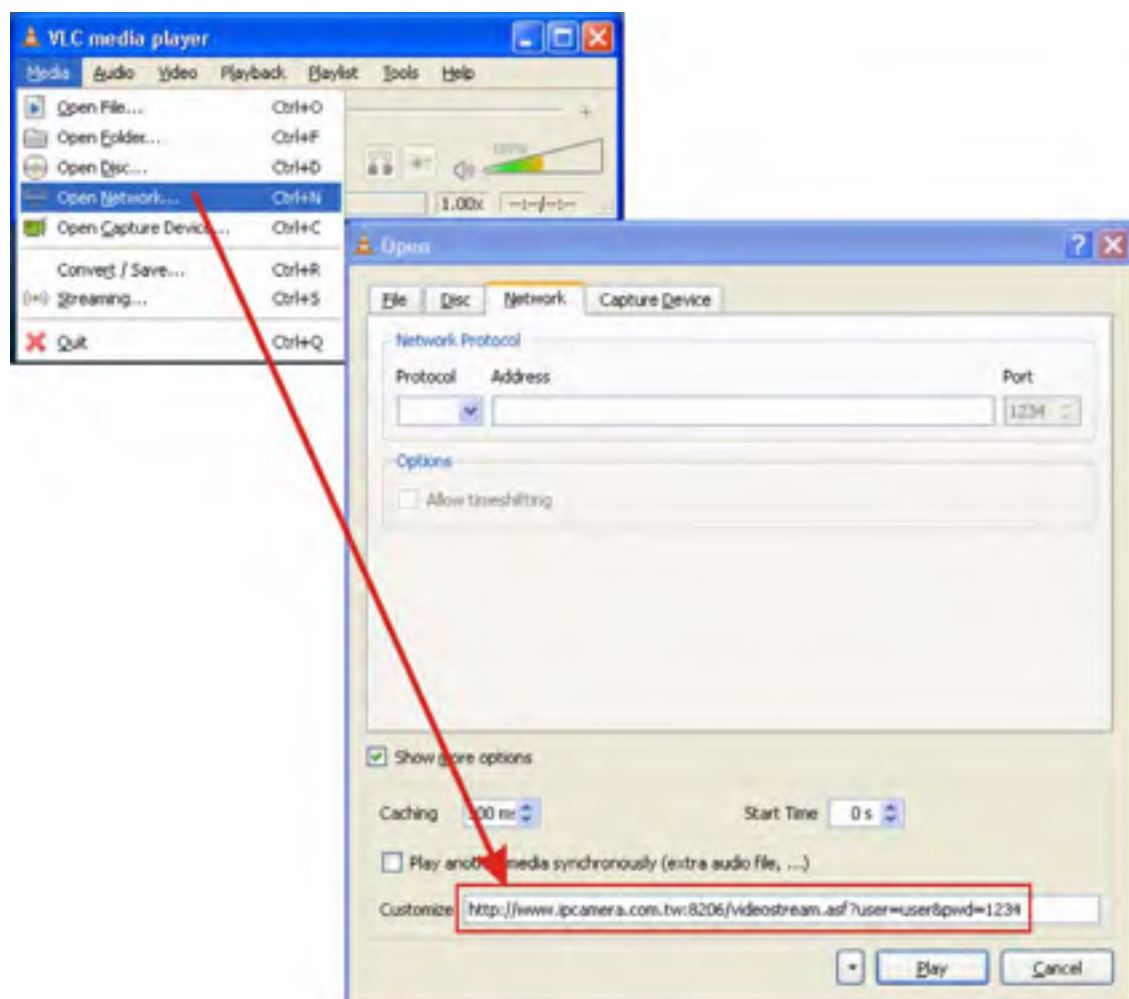 VLC media player
Media Audio Video Playback Playlist Tools Help
Open File... Ctrl+O
Open Folder... Ctrl+F
Open Disc... Ctrl+D
Open Network... Ctrl+N
1.00x --:--/--:--
Open Capture Device... Ctrl+C
Convert / Save... Ctrl+R
Streaming... Ctrl+S
Quit Ctrl+Q
Open
File Disc Network Capture Device
Network Protocol
Protocol Address Port
1234
Options
Allow timeshifting
Show more options
Caching Start Time 0 s
Play another media synchronously (extra audio file, ...)
Customize http://www.ipcamera.com.tw:8206/videostream.asf?user=user&pwd=1234
Play Cancel